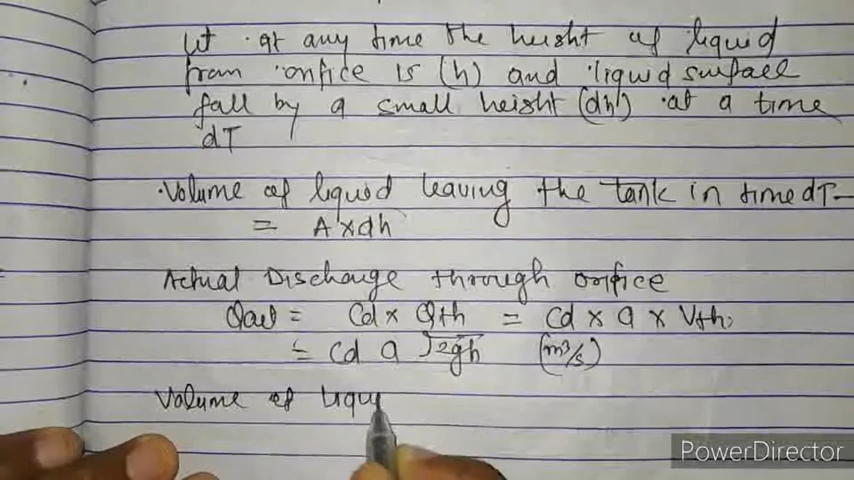 let at any time the height of liquid
from orifice is (h) and liquid surface
fall by a small height (dh) at a time
dT
Volume of liquid leaving the tank in time dT-
= A×dh
Actual Discharge through orifice
Qact = Cd × Qth = Cd × a × Vth
= Cd a √2gh (m³/s)
Volume of liqu
PowerDirector